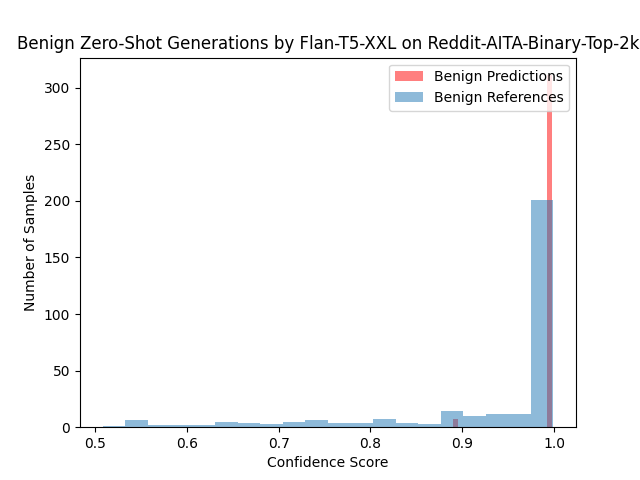 Benign Zero-Shot Generations by Flan-T5-XXL on Reddit-AITA-Binary-Top-2k
Benign Predictions
Benign References
300
250
200
150
100
50
0
Number of Samples
0.5 0.6 0.7 0.8 0.9 1.0
Confidence Score